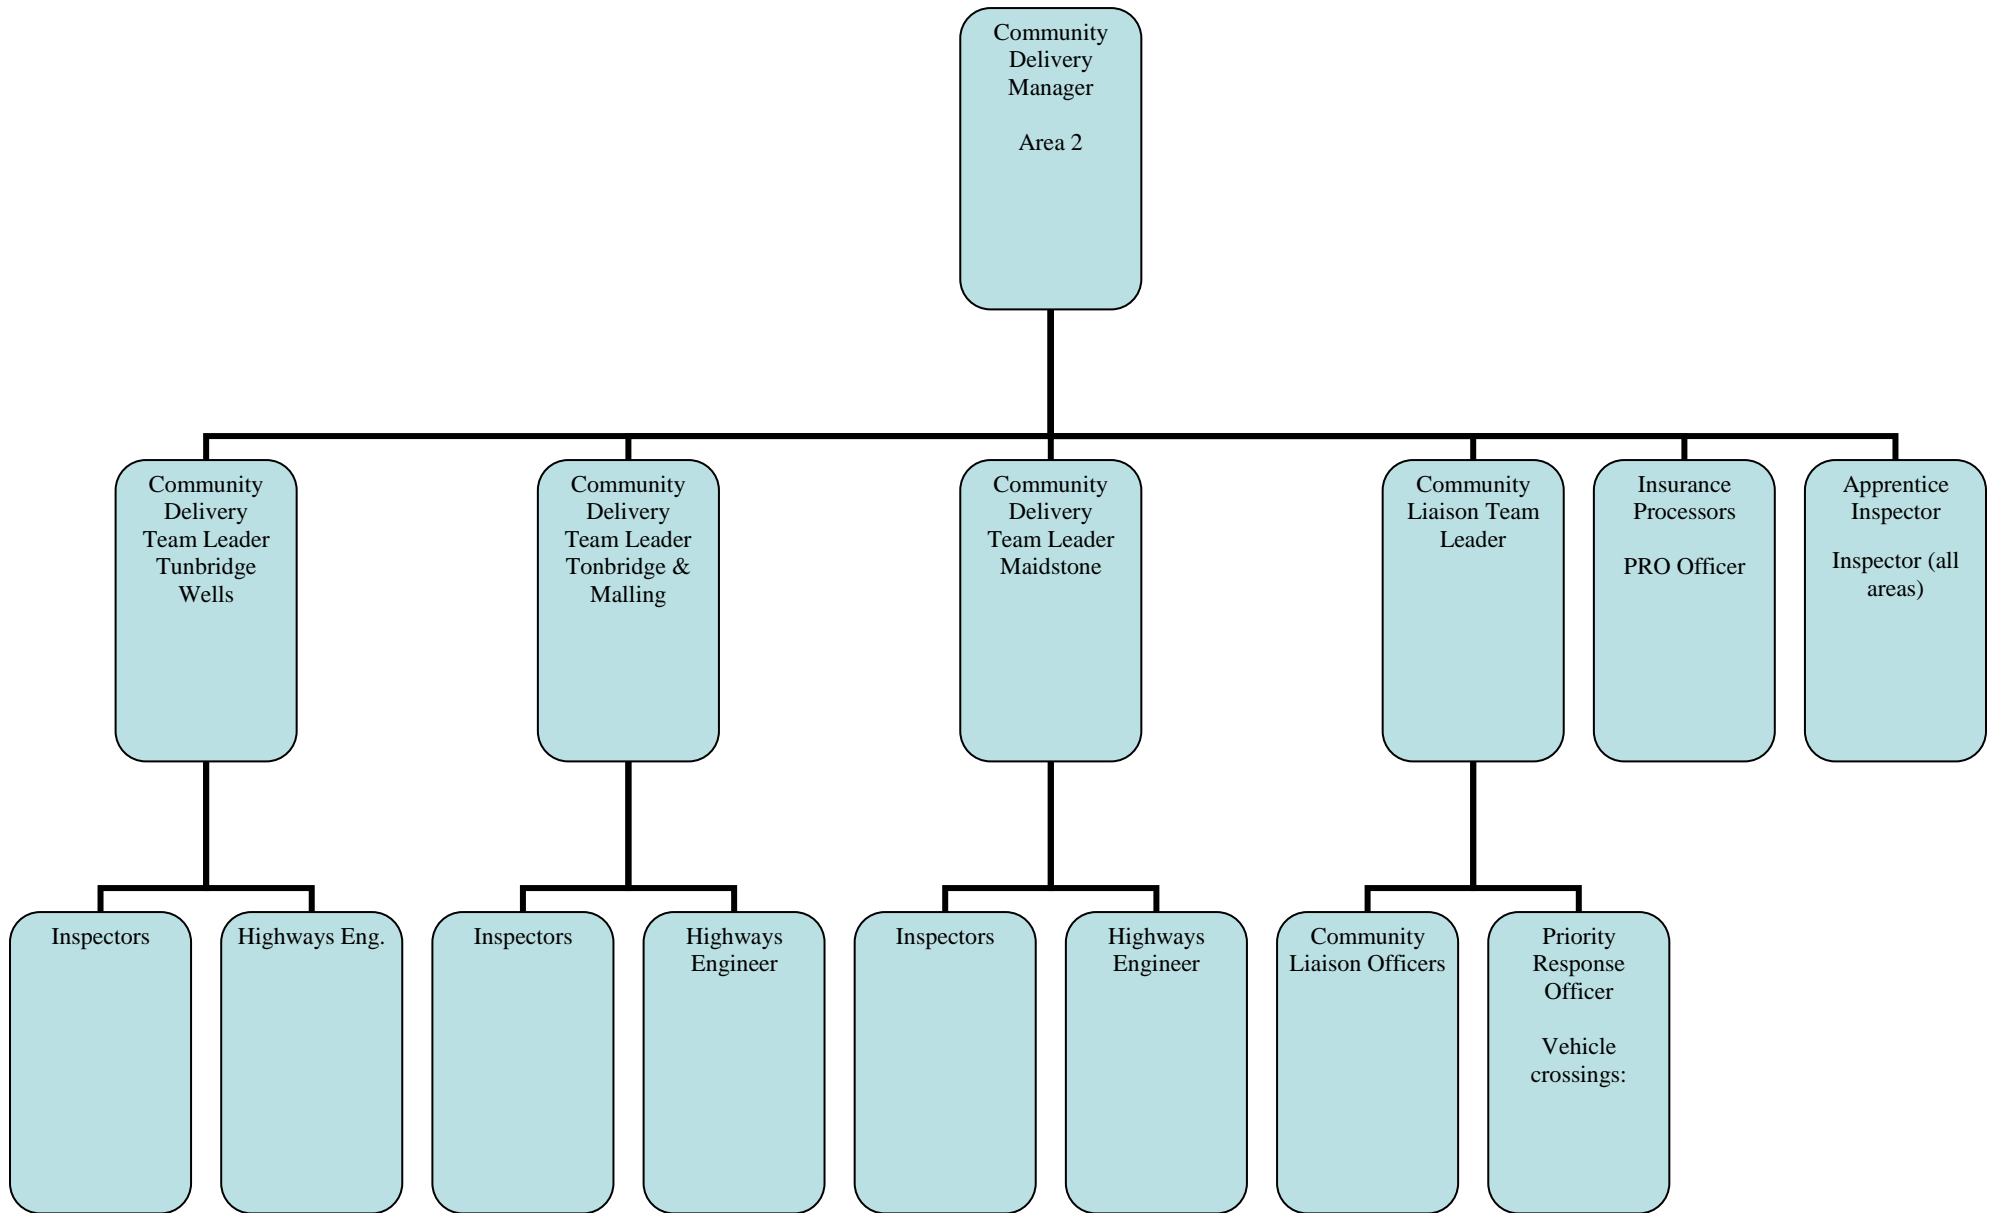 Community
Delivery
Manager
Area 2
Community
Delivery
Team Leader
Tunbridge
Wells
Community
Delivery
Team Leader
Tonbridge &
Malling
Community
Delivery
Team Leader
Maidstone
Community
Liaison Team
Leader
Insurance
Processors
PRO Officer
Apprentice
Inspector
Inspector (all
areas)
Inspectors
Highways Eng.
Inspectors
Highways
Engineer
Inspectors
Highways
Engineer
Community
Liaison Officers
Priority
Response
Officer
Vehicle
crossings: